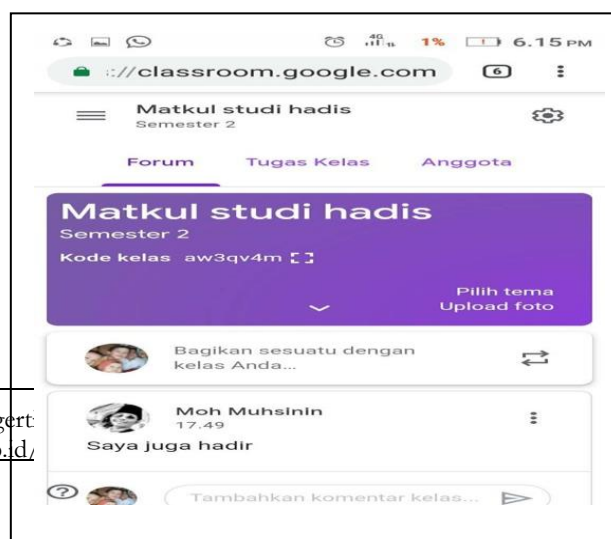 4G 1% 6.15 PM
://classroom.google.com 6
Matkul studi hadis
Semester 2
Forum Tugas Kelas Anggota
Matkul studi hadis
Semester 2
Kode kelas aw3qv4m
Pilih tema
Upload foto
Bagikan sesuatu dengan
kelas Anda...
Moh Muhsinin
17.49
Saya juga hadir
Tambahkan komentar kelas...